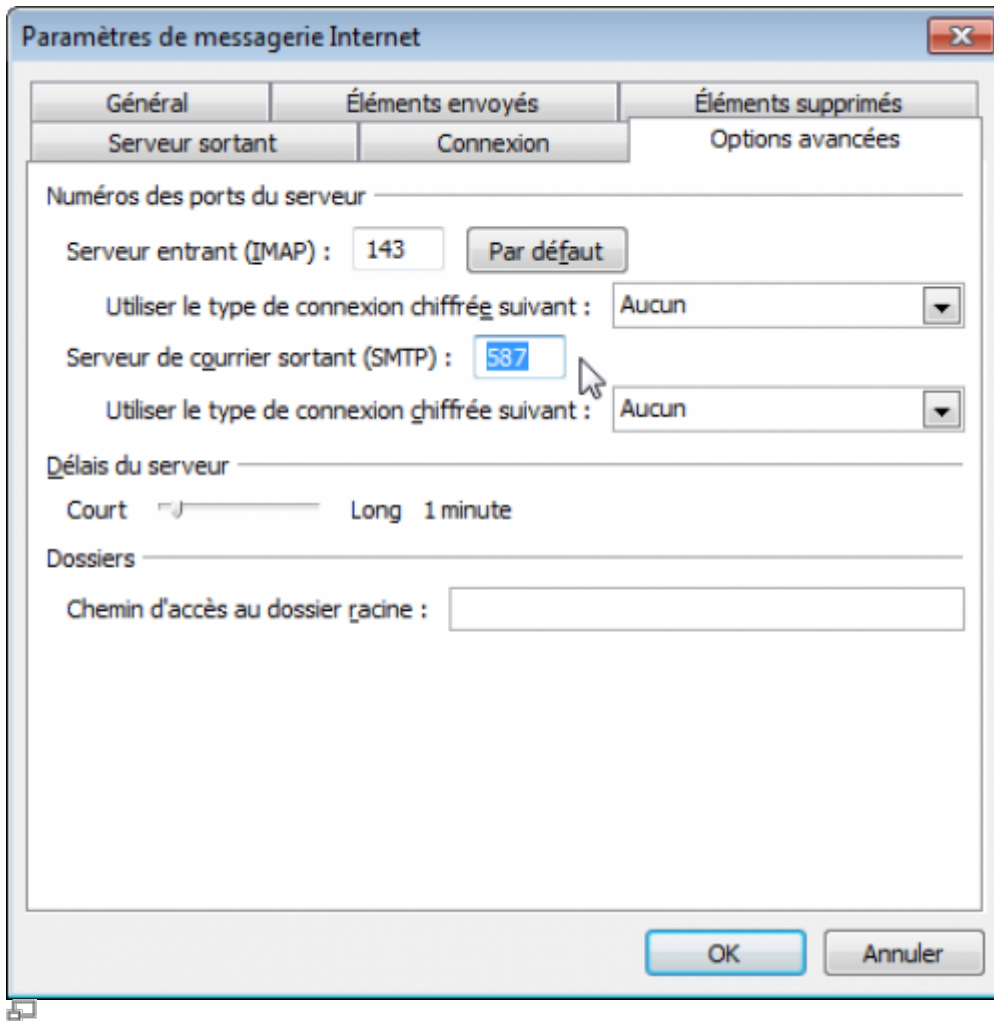 Paramètres de messagerie Internet
Général Éléments envoyés Éléments supprimés
Serveur sortant Connexion Options avancées
Numéros des ports du serveur
Serveur entrant (IMAP) : 143 Par défaut
Utiliser le type de connexion chiffrée suivant : Aucun
Serveur de courrier sortant (SMTP) : 587
Utiliser le type de connexion chiffrée suivant : Aucun
Délais du serveur
Court Long 1 minute
Dossiers
Chemin d'accès au dossier racine :
OK Annuler